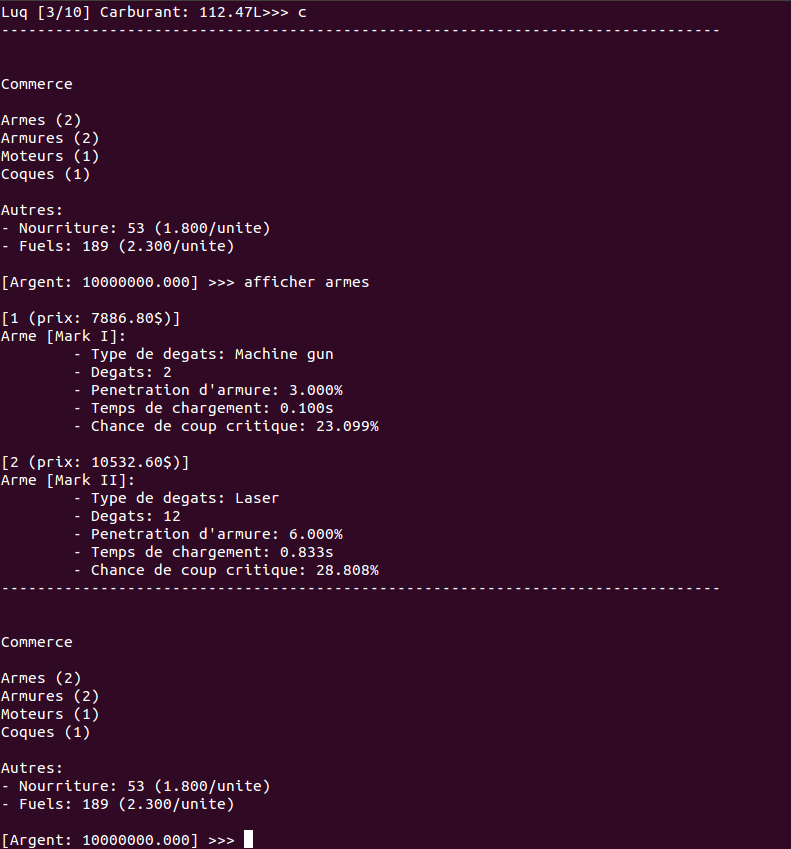 Luq [3/10] Carburant: 112.47L>>> c
--------------------------------------------------------------------------------
Commerce
Armes (2)
Armures (2)
Moteurs (1)
Coques (1)
Autres:
- Nourriture: 53 (1.800/unite)
- Fuels: 189 (2.300/unite)
[Argent: 10000000.000] >>> afficher armes
[1 (prix: 7886.80$)]
Arme [Mark I]:
- Type de degats: Machine gun
- Degats: 2
- Penetration d'armure: 3.000%
- Temps de chargement: 0.100s
- Chance de coup critique: 23.099%
[2 (prix: 10532.60$)]
Arme [Mark II]:
- Type de degats: Laser
- Degats: 12
- Penetration d'armure: 6.000%
- Temps de chargement: 0.833s
- Chance de coup critique: 28.808%
--------------------------------------------------------------------------------
Commerce
Armes (2)
Armures (2)
Moteurs (1)
Coques (1)
Autres:
- Nourriture: 53 (1.800/unite)
- Fuels: 189 (2.300/unite)
[Argent: 10000000.000] >>>